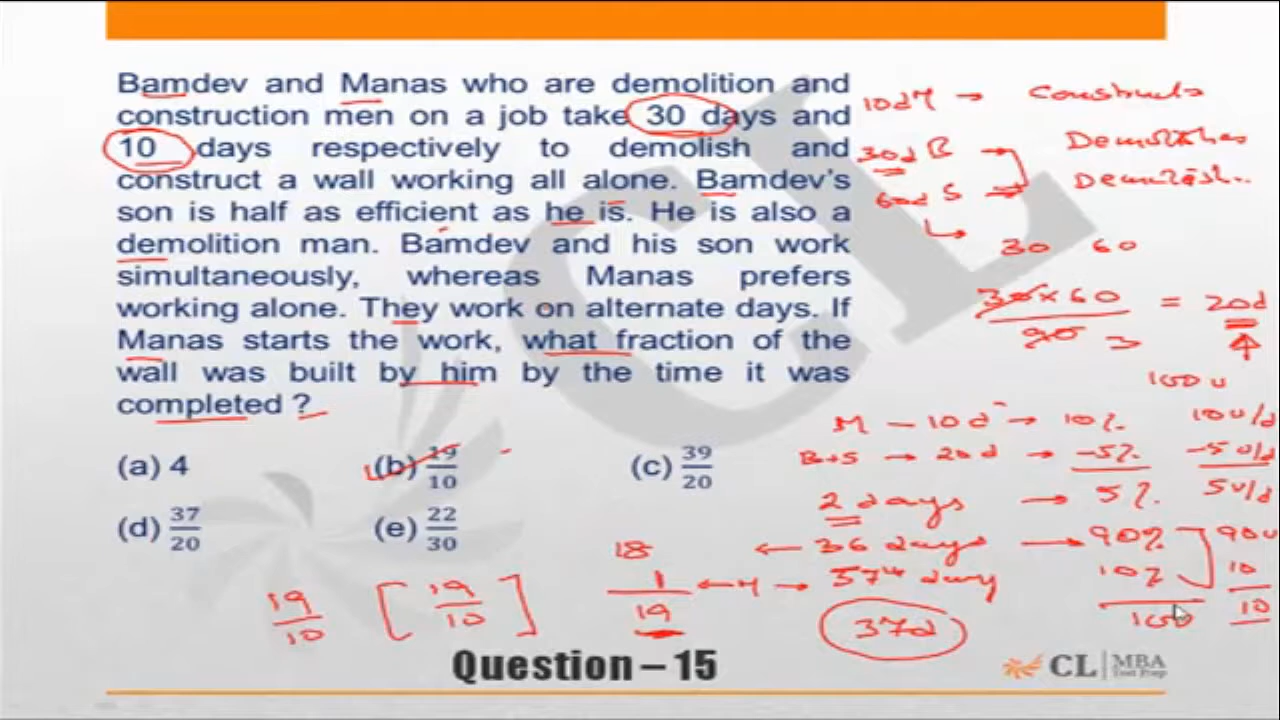 Bamdev and Manas who are demolition and
construction men on a job take 30 days and
10 days respectively to demolish and
construct a wall working all alone. Bamdev's
son is half as efficient as he is. He is also a
demolition man. Bamdev and his son work
simultaneously, whereas Manas prefers
working alone. They work on alternate days. If
Manas starts the work, what fraction of the
wall was built by him by the time it was
completed ?
(a) 4
(b) 19/10
(c) 39/20
(d) 37/20
(e) 22/30
10d M → Constructs
30d B → Demolishes
60d S → Demolish..
30 60
30×60 / 90 3 = 20d
100 u
M – 10d → 10% 10u/d
B+S → 20d → -5% -5u/d
2 days → 5% 5u/d
18 ← 36 days → 90% 90u
1 ← M → 37th day 10% 10
19 37d 100 10
19/10 [19/10]
Question – 15
CL MBA
Test Prep
CL